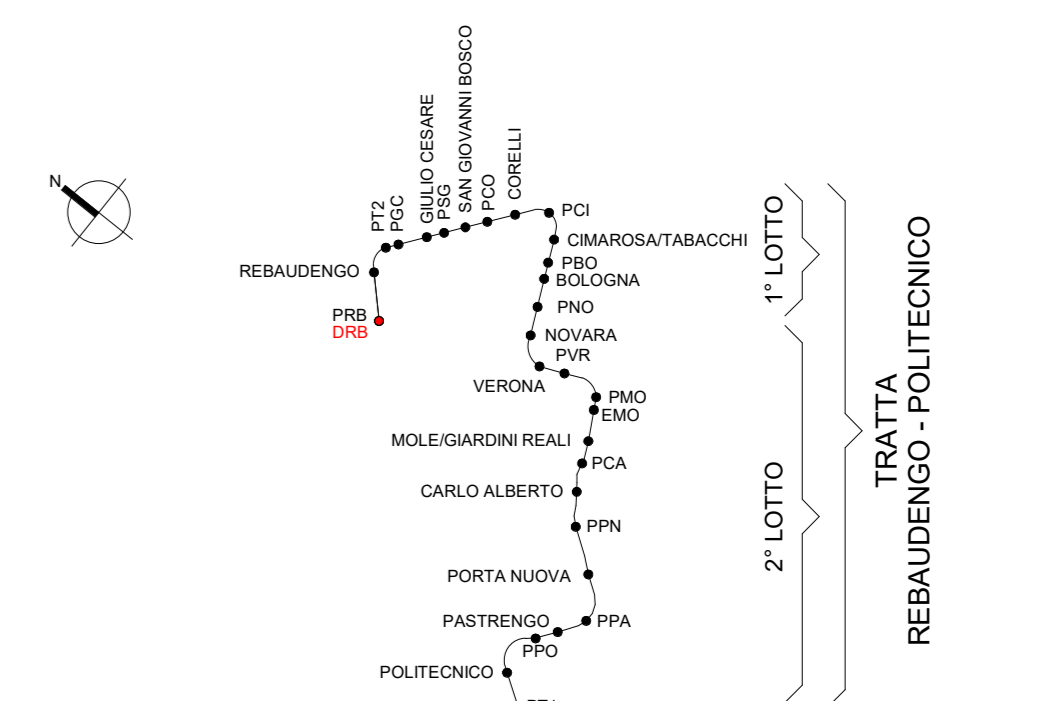 N
PT2
PGC
GIULIO CESARE
PSG
SAN GIOVANNI BOSCO
PCO
CORELLI
PCI
CIMAROSA/TABACCHI
PBO
BOLOGNA
PNO
NOVARA
PVR
VERONA
PMO
EMO
MOLE/GIARDINI REALI
PCA
CARLO ALBERTO
PPN
PORTA NUOVA
PASTRENGO
PPA
PPO
POLITECNICO
REBAUDENGO
PRB
DRB
1° LOTTO
2° LOTTO
TRATTA
REBAUDENGO - POLITECNICO